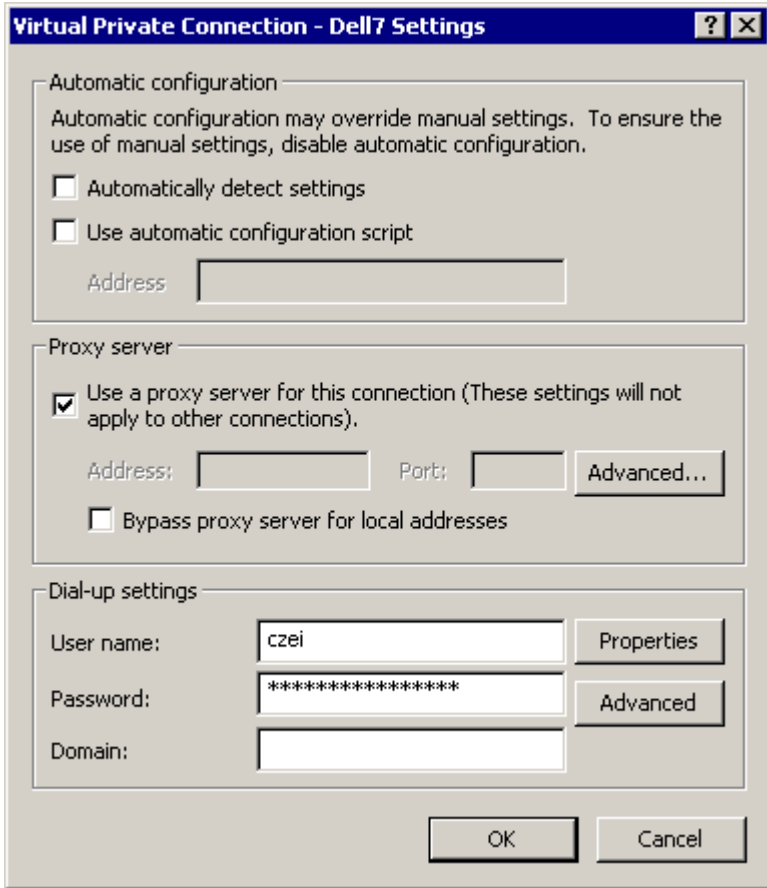 Virtual Private Connection - Dell7 Settings
Automatic configuration
Automatic configuration may override manual settings.  To ensure the
use of manual settings, disable automatic configuration.
Automatically detect settings
Use automatic configuration script
Address
Proxy server
Use a proxy server for this connection (These settings will not
apply to other connections).
Address: Port: Advanced...
Bypass proxy server for local addresses
Dial-up settings
User name: czei Properties
Password: **************** Advanced
Domain:
OK Cancel